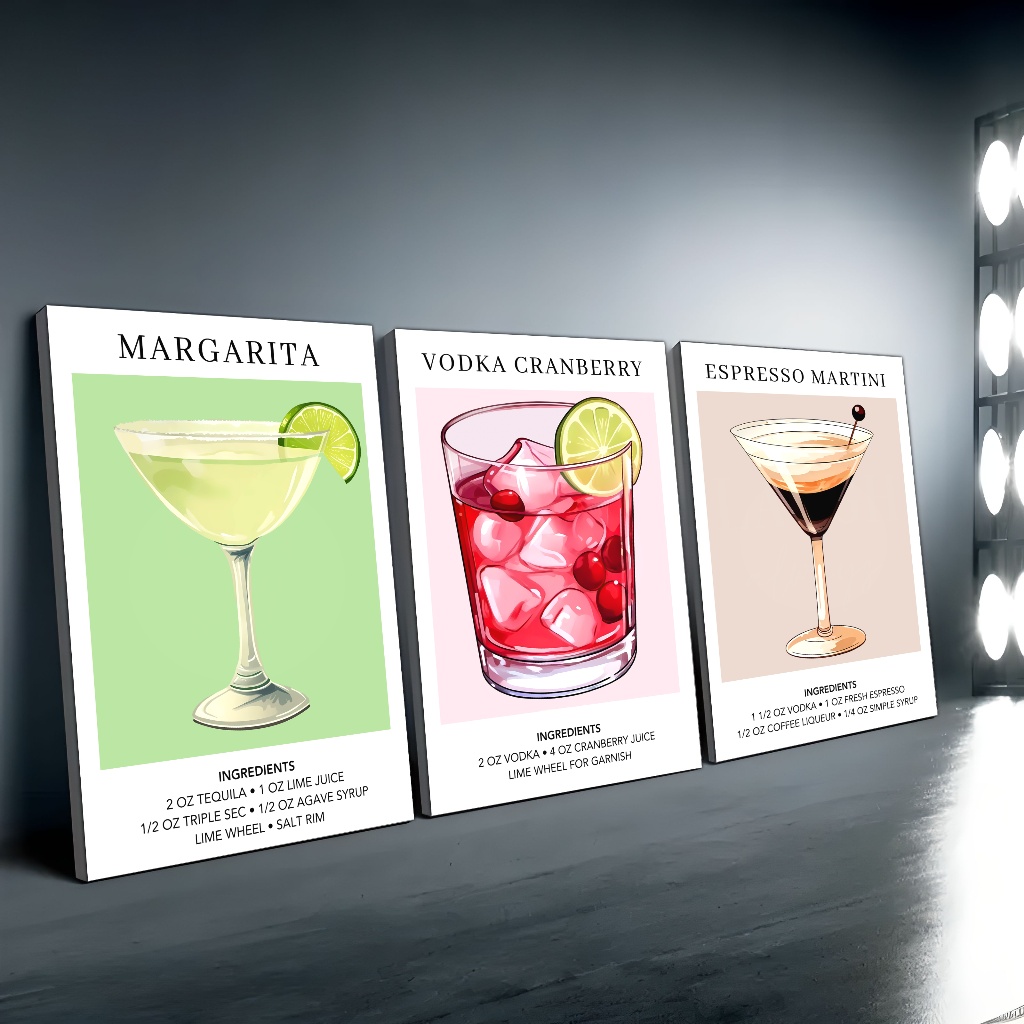 MARGARITA
INGREDIENTS
2 OZ TEQUILA • 1 OZ LIME JUICE
1/2 OZ TRIPLE SEC • 1/2 OZ AGAVE SYRUP
LIME WHEEL • SALT RIM
VODKA CRANBERRY
INGREDIENTS
2 OZ VODKA • 4 OZ CRANBERRY JUICE
LIME WHEEL FOR GARNISH
ESPRESSO MARTINI
INGREDIENTS
1 1/2 OZ VODKA • 1 OZ FRESH ESPRESSO
1/2 OZ COFFEE LIQUEUR • 1/4 OZ SIMPLE SYRUP